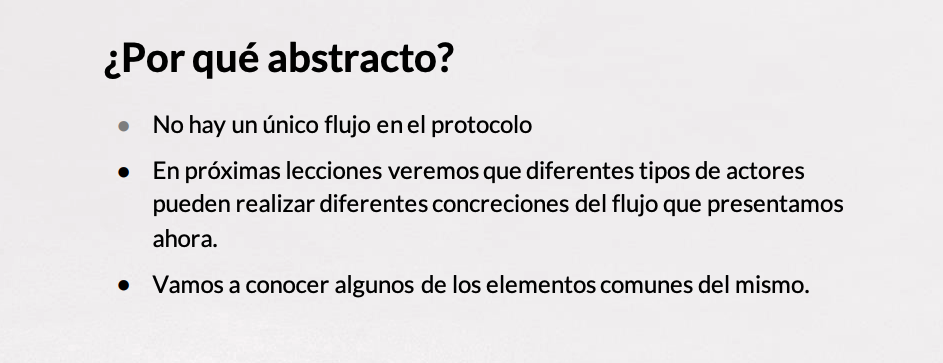 ¿Por qué abstracto?
● No hay un único flujo en el protocolo
● En próximas lecciones veremos que diferentes tipos de actores
pueden realizar diferentes concreciones del flujo que presentamos
ahora.
● Vamos a conocer algunos de los elementos comunes del mismo.